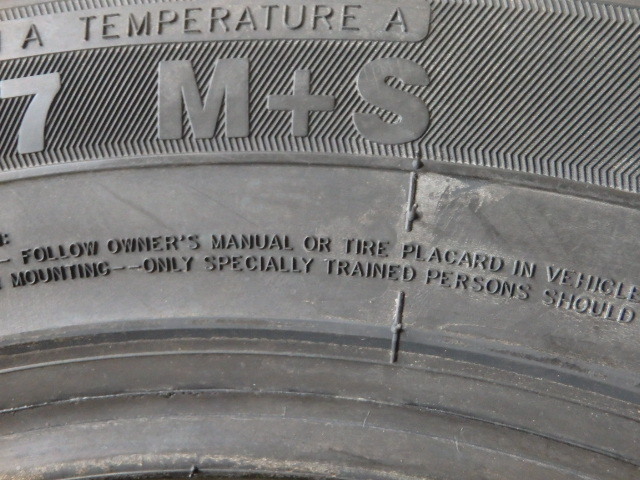 A TEMPERATURE A
7 M+S
FOLLOW OWNER'S MANUAL OR TIRE PLACARD IN VEHICLE
MOUNTING--ONLY SPECIALLY TRAINED PERSONS SHOULD